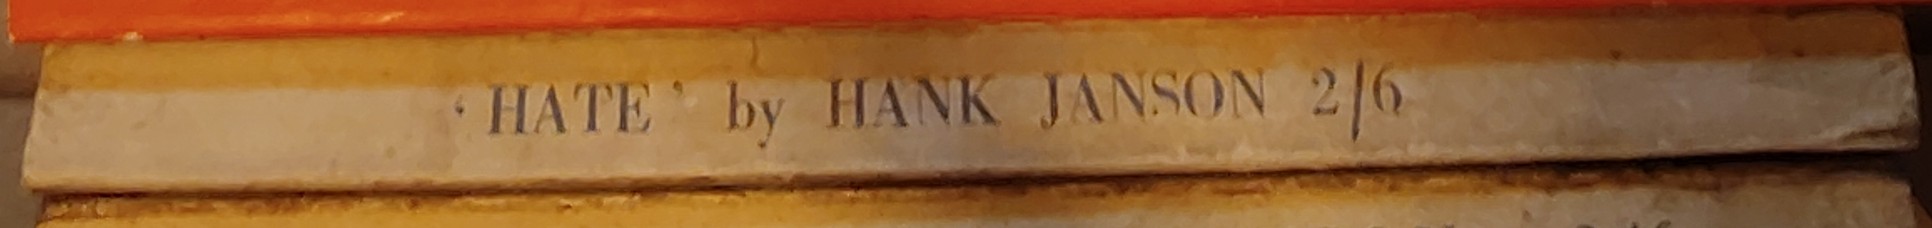 ‘HATE’ by HANK JANSON 2/6